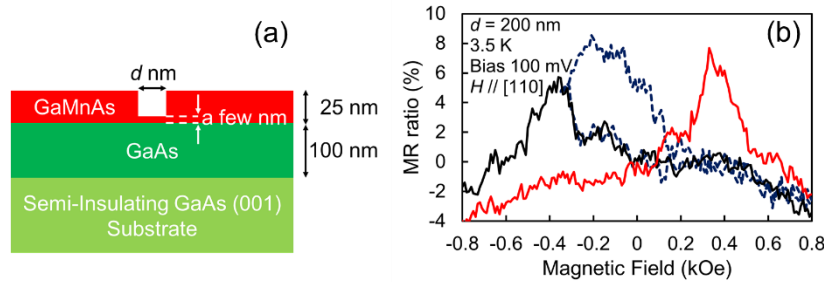 (a)
d nm
GaMnAs
a few nm
25 nm
GaAs
100 nm
Semi-Insulating GaAs (001)
Substrate
(b)
d = 200 nm
3.5 K
Bias 100 mV
H // [110]
MR ratio (%)
10
8
6
4
2
0
-2
-4
-0.8 -0.6 -0.4 -0.2 0 0.2 0.4 0.6 0.8
Magnetic Field (kOe)